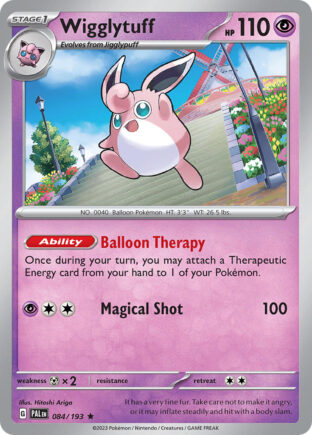 STAGE 1 Wigglytuff HP 110
Evolves from Jigglypuff
NO. 0040 Balloon Pokémon HT: 3'3" WT: 26.5 lbs.
Ability Balloon Therapy
Once during your turn, you may attach a Therapeutic
Energy card from your hand to 1 of your Pokémon.
Magical Shot 100
weakness ×2 resistance retreat
Illus. Hitoshi Ariga
G PAL EN 084/193 ★
It has a very fine fur. Take care not to make it angry,
or it may inflate steadily and hit with a body slam.
©2023 Pokémon / Nintendo / Creatures / GAME FREAK